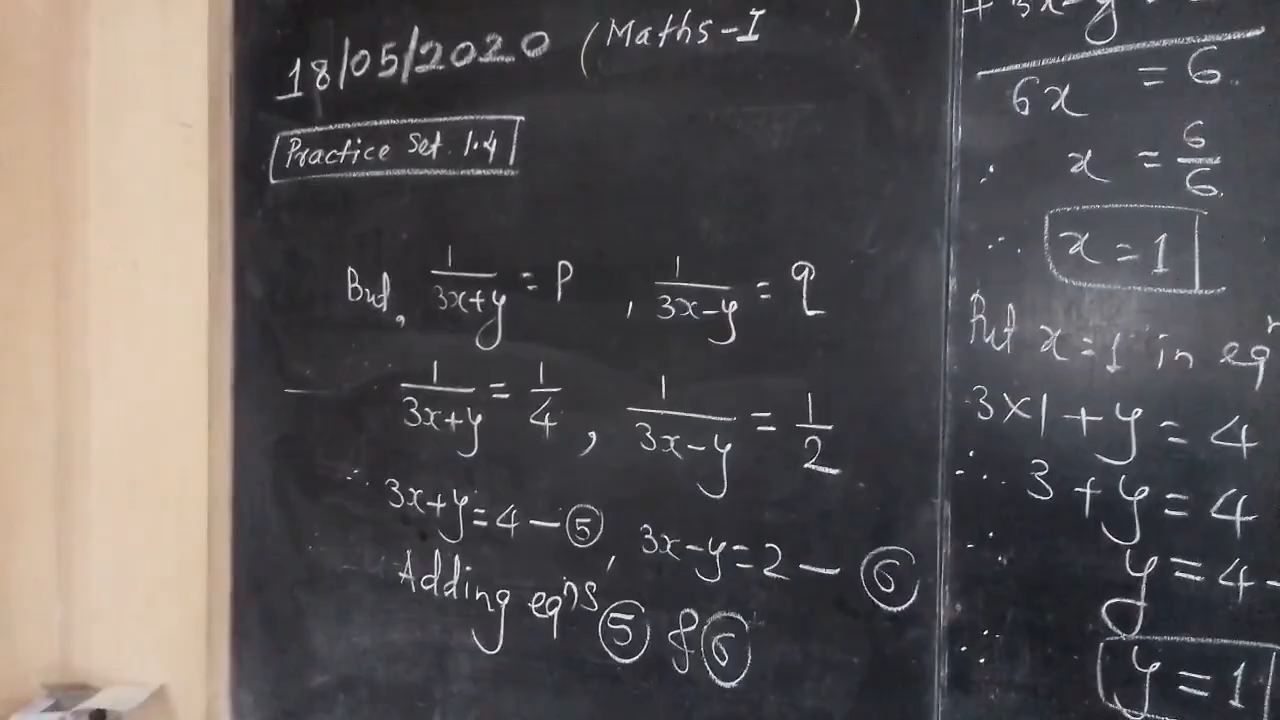 18/05/2020 (Maths-I )
Practice Set. 1.4
But, 1/(3x+y) = p , 1/(3x-y) = q
— 1/(3x+y) = 1/4 , 1/(3x-y) = 1/2
∴ 3x+y=4 — ⑤, 3x-y=2 — ⑥
Adding eqⁿs ⑤ & ⑥
+ 3x-y
6x = 6
∴ x = 6/6
∴ x=1
Put x=1 in eqⁿ
3×1+y=4
∴ 3+y=4
∴ y=4-
∴ y=1